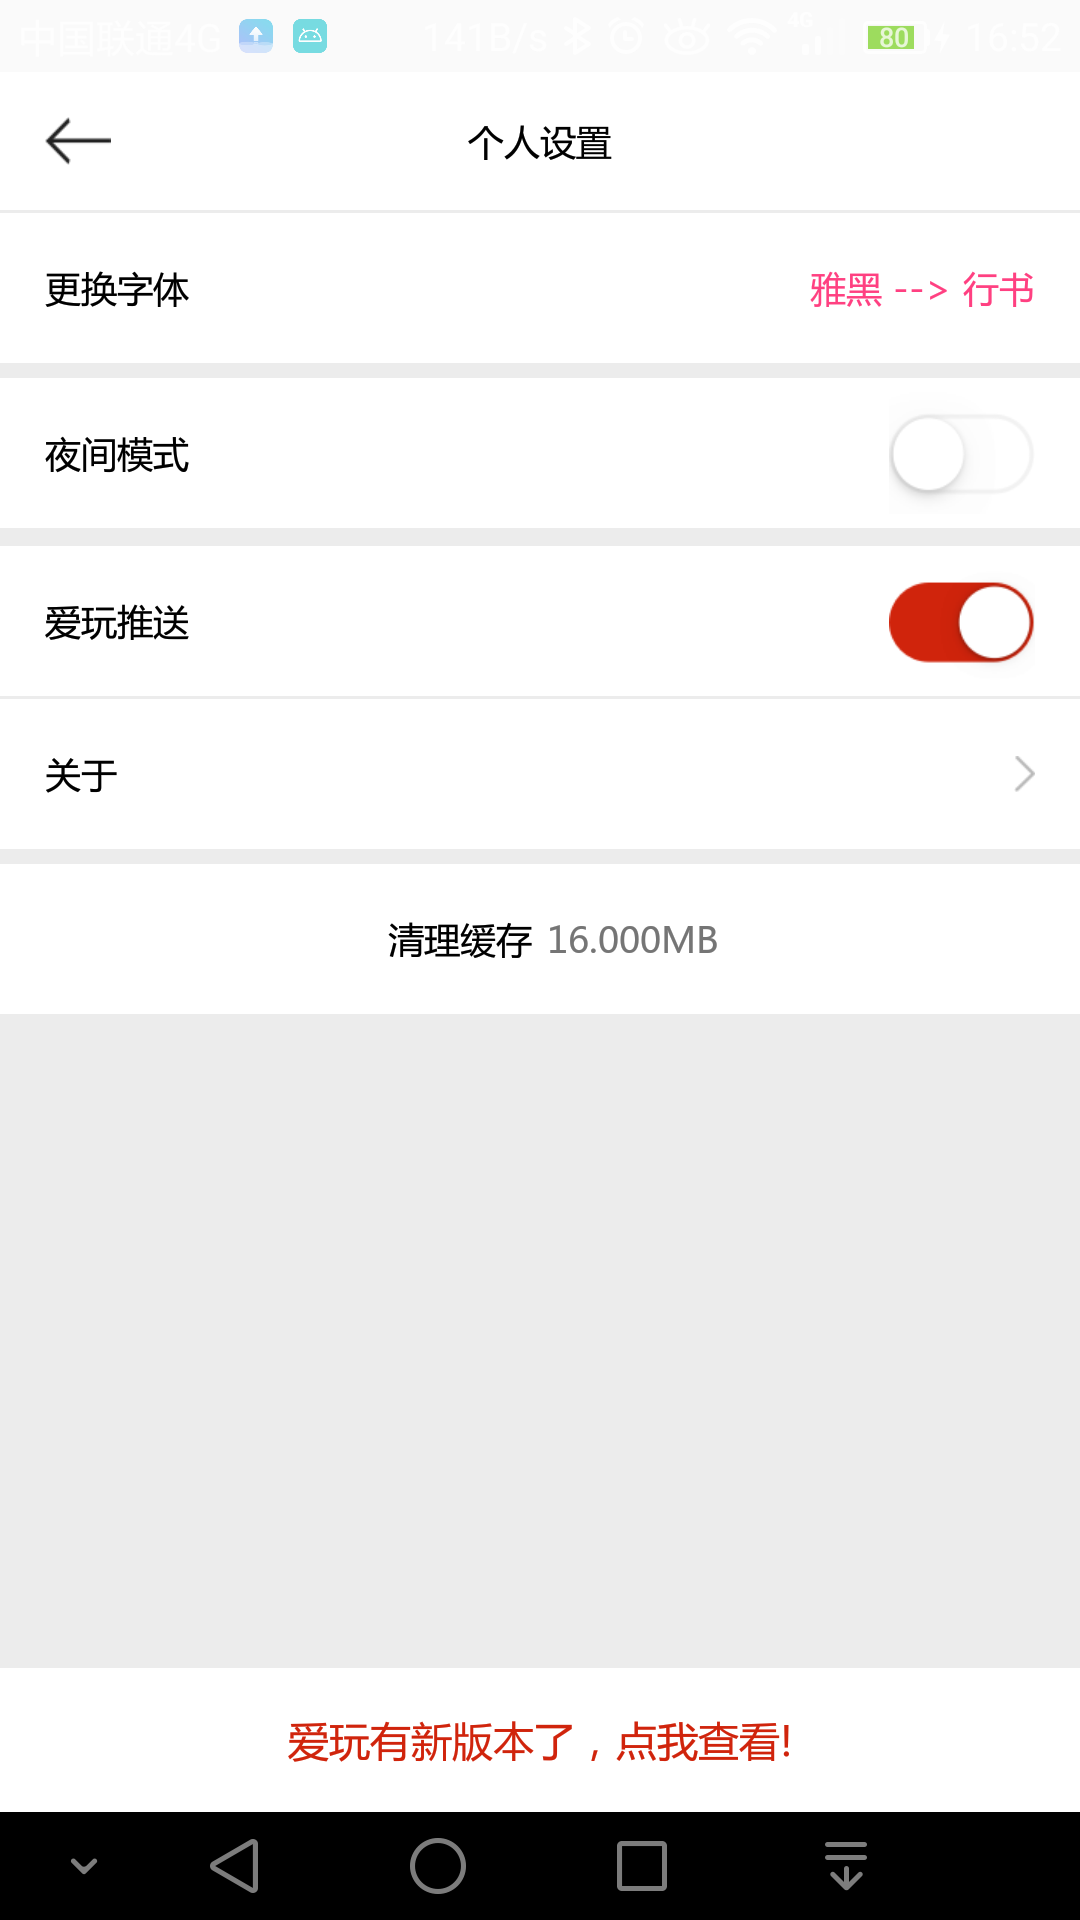 中国联通4G 141B/s 4G 80 16:52
个人设置
更换字体 雅黑 --> 行书
夜间模式
爱玩推送
关于
清理缓存 16.000MB
爱玩有新版本了，点我查看!